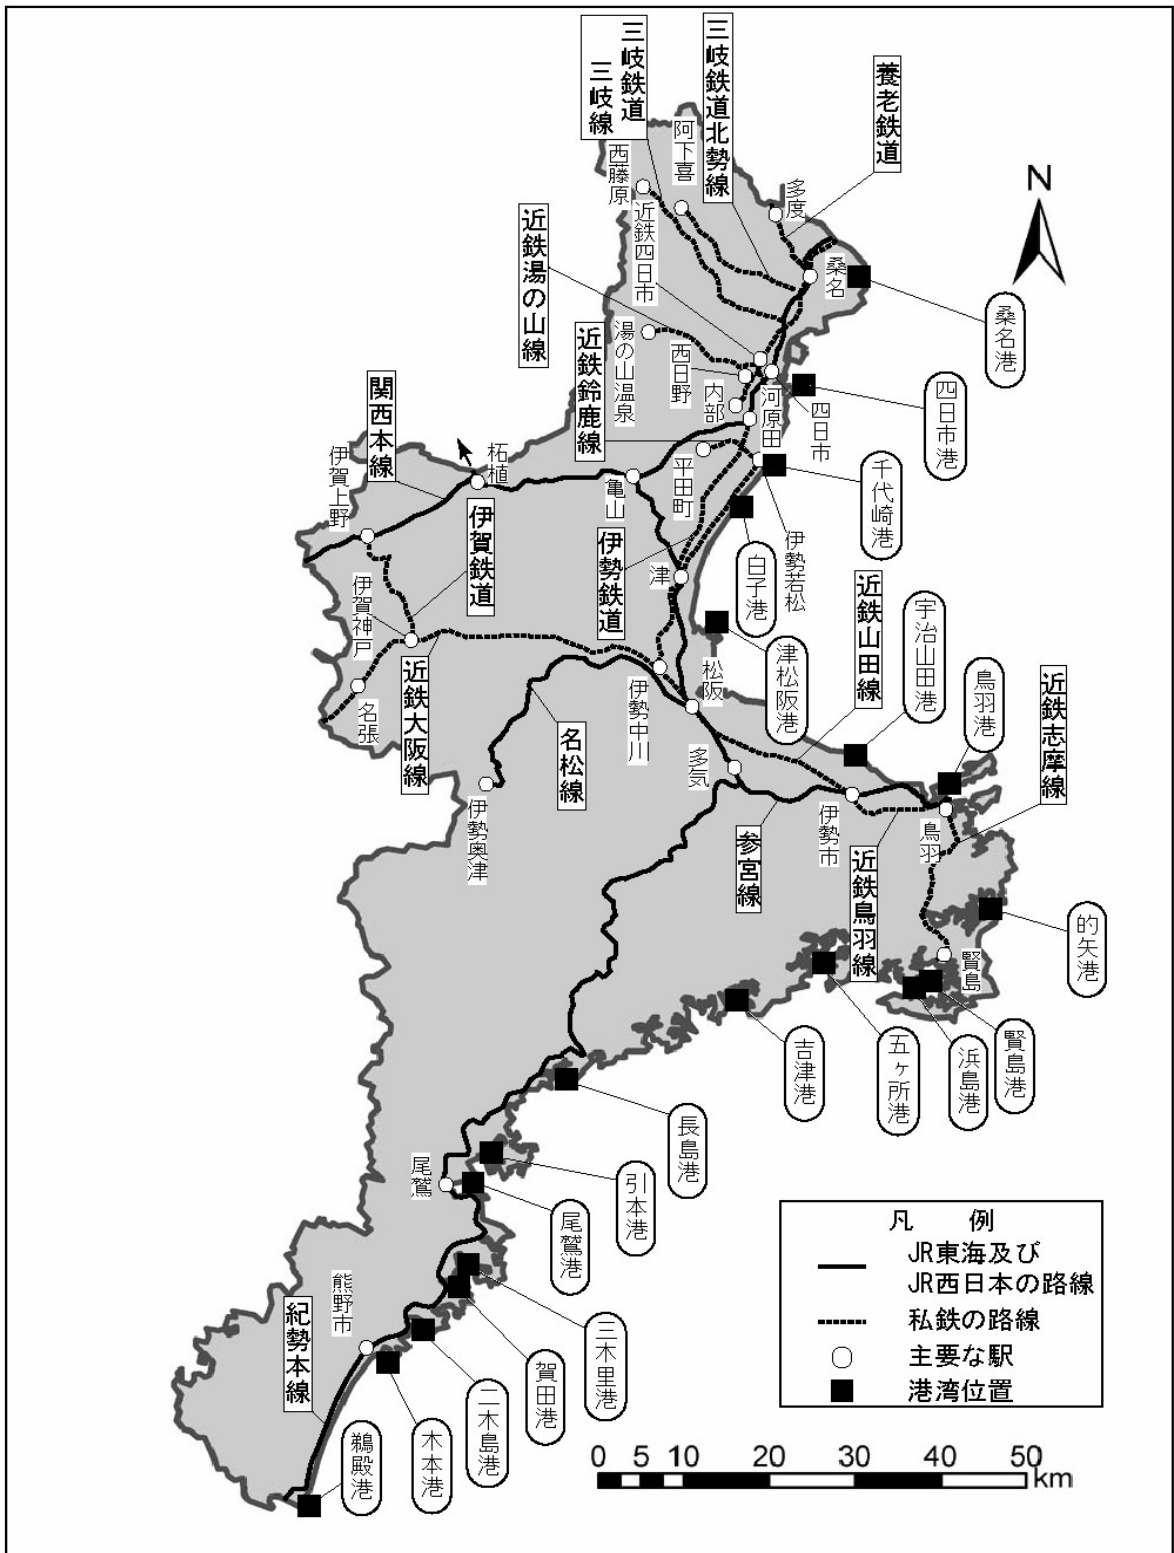 三岐鉄道
三岐線
三岐鉄道北勢線
養老鉄道
西藤原
阿下喜
多度
N
近鉄湯の山線
近鉄四日市
桑名
桑名港
湯の山温泉
近鉄鈴鹿線
西日野
内部
河原田
四日市
四日市港
関西本線
伊賀上野
柘植
亀山
平田町
千代崎港
伊勢若松
伊賀鉄道
伊勢鉄道
津
白子港
伊賀神戸
名張
近鉄大阪線
名松線
伊勢中川
松阪
津松阪港
近鉄山田線
宇治山田港
鳥羽港
近鉄志摩線
多気
伊勢奥津
参宮線
伊勢市
近鉄鳥羽線
鳥羽
的矢港
賢島
賢島港
浜島港
五ヶ所港
吉津港
長島港
引本港
尾鷲
尾鷲港
三木里港
賀田港
二木島港
木本港
熊野市
紀勢本線
鵜殿港
凡 例
JR東海及び
JR西日本の路線
私鉄の路線
主要な駅
港湾位置
0 5 10 20 30 40 50
km